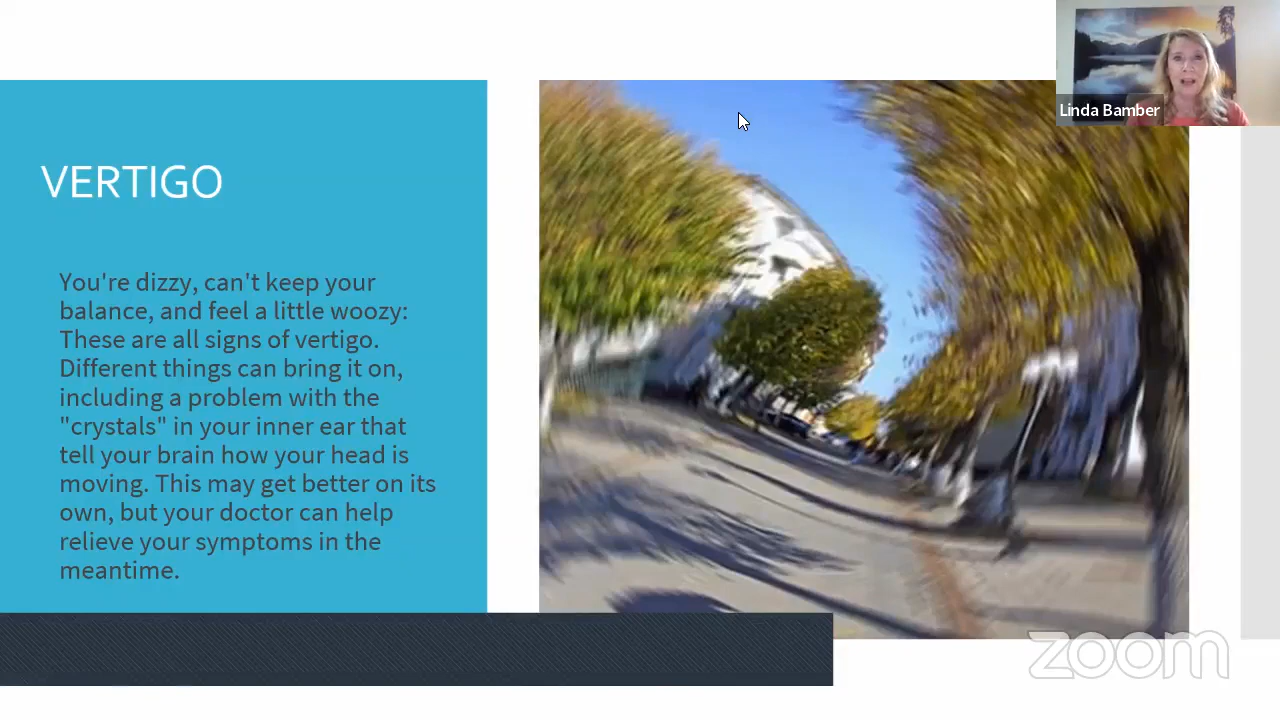 Linda Bamber
VERTIGO
You're dizzy, can't keep your
balance, and feel a little woozy:
These are all signs of vertigo.
Different things can bring it on,
including a problem with the
"crystals" in your inner ear that
tell your brain how your head is
moving. This may get better on its
own, but your doctor can help
relieve your symptoms in the
meantime.
zoom